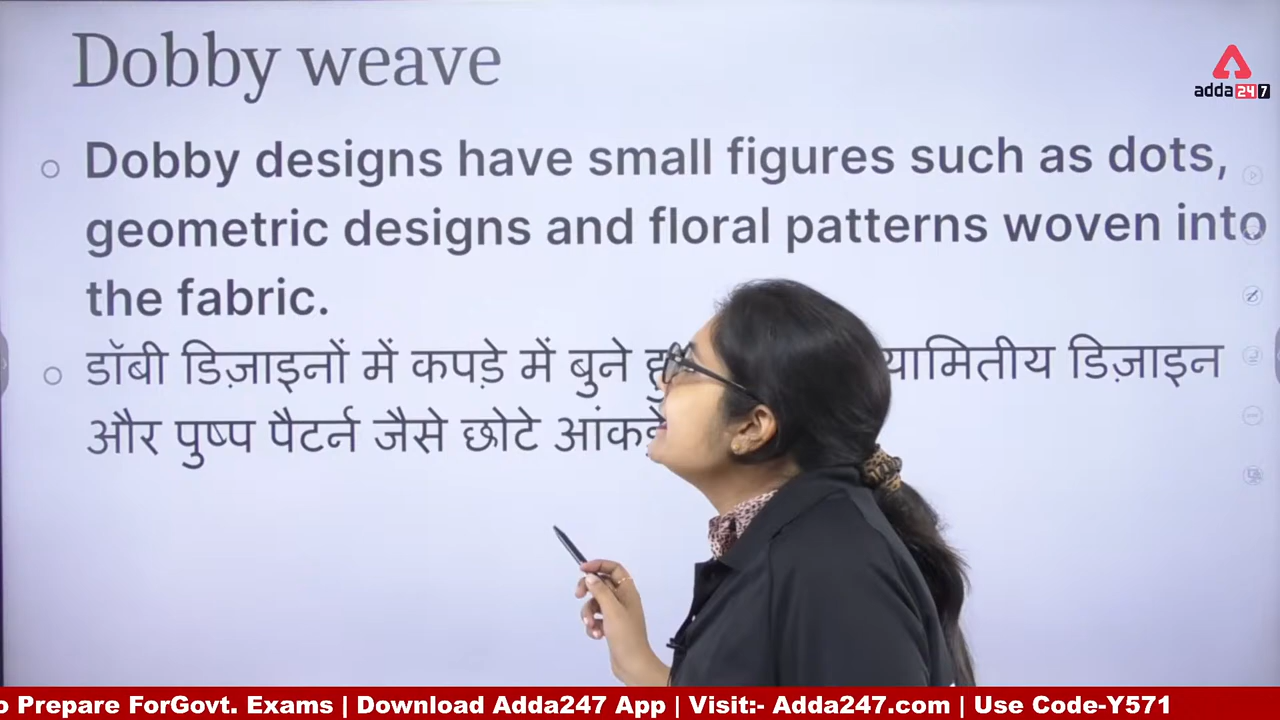 Dobby weave
adda247
Dobby designs have small figures such as dots,
geometric designs and floral patterns woven into
the fabric.
डॉबी डिज़ाइनों में कपड़े में बुने डिज़ाइन
और पुष्प पैटर्न जैसे छोटे
o Prepare ForGovt. Exams | Download Adda247 App | Visit:- Adda247.com | Use Code-Y571